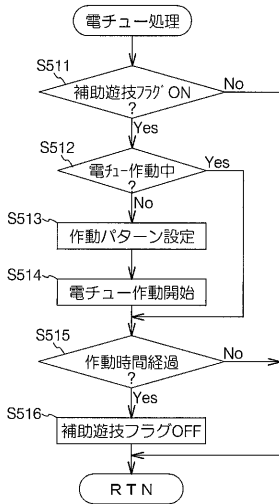 電チュー処理
S511
補助遊技ﾌﾗｸﾞON
?
No
Yes
S512
電ﾁｭｰ作動中
?
Yes
No
S513
作動パターン設定
S514
電チュー作動開始
S515
作動時間経過
?
No
Yes
S516
補助遊技フラグOFF
RTN